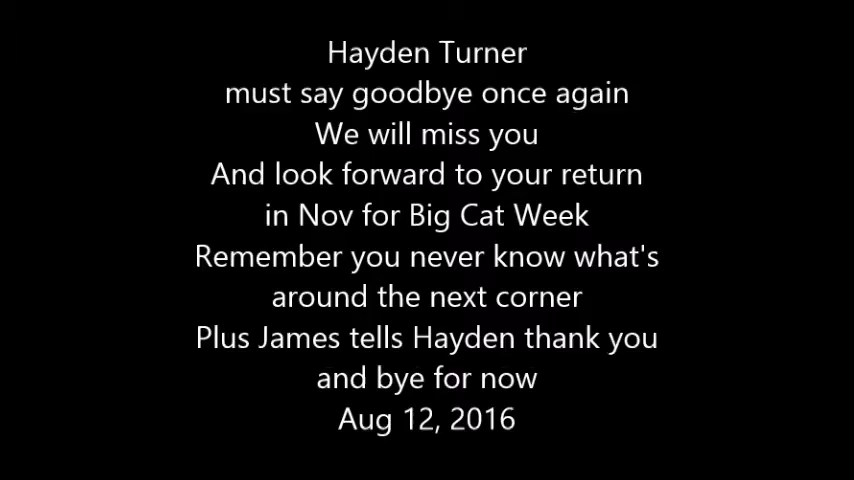 Hayden Turner
must say goodbye once again
We will miss you
And look forward to your return
in Nov for Big Cat Week
Remember you never know what's
around the next corner
Plus James tells Hayden thank you
and bye for now
Aug 12, 2016